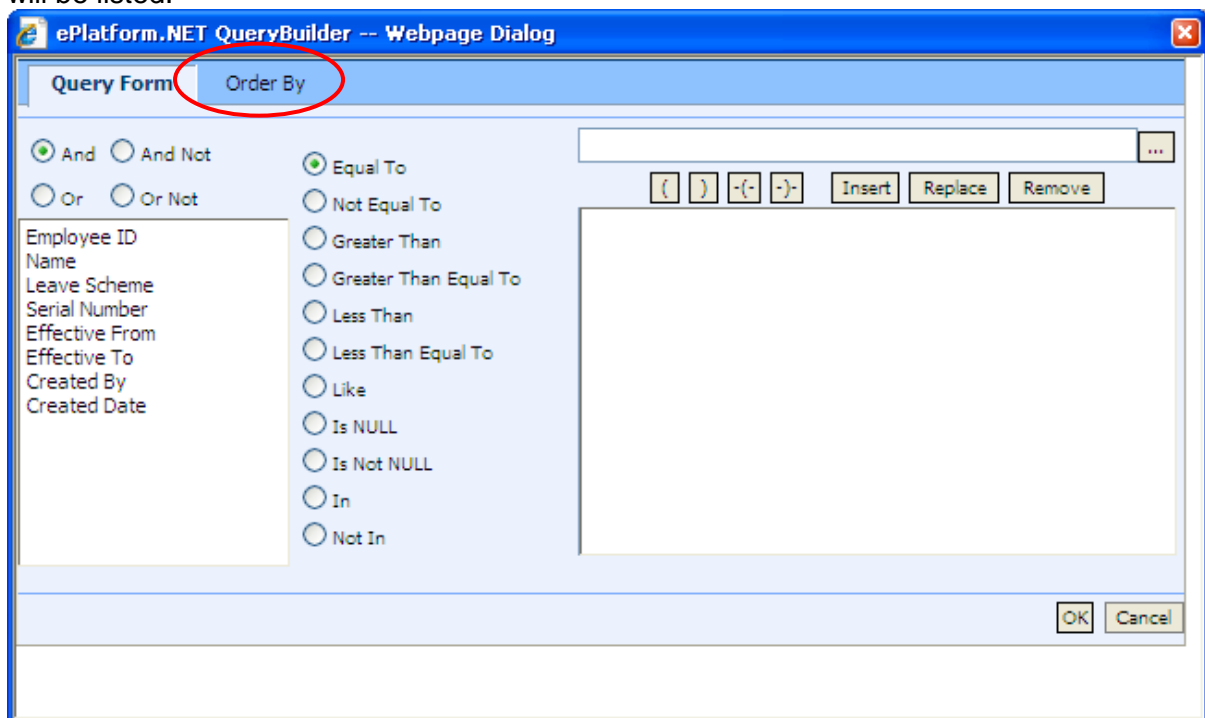 will be listed.
ePlatform.NET QueryBuilder -- Webpage Dialog
Query Form Order By
And And Not
Or Or Not
Employee ID
Name
Leave Scheme
Serial Number
Effective From
Effective To
Created By
Created Date
Equal To
Not Equal To
Greater Than
Greater Than Equal To
Less Than
Less Than Equal To
Like
Is NULL
Is Not NULL
In
Not In
...
( ) -(- -)- Insert Replace Remove
OK Cancel